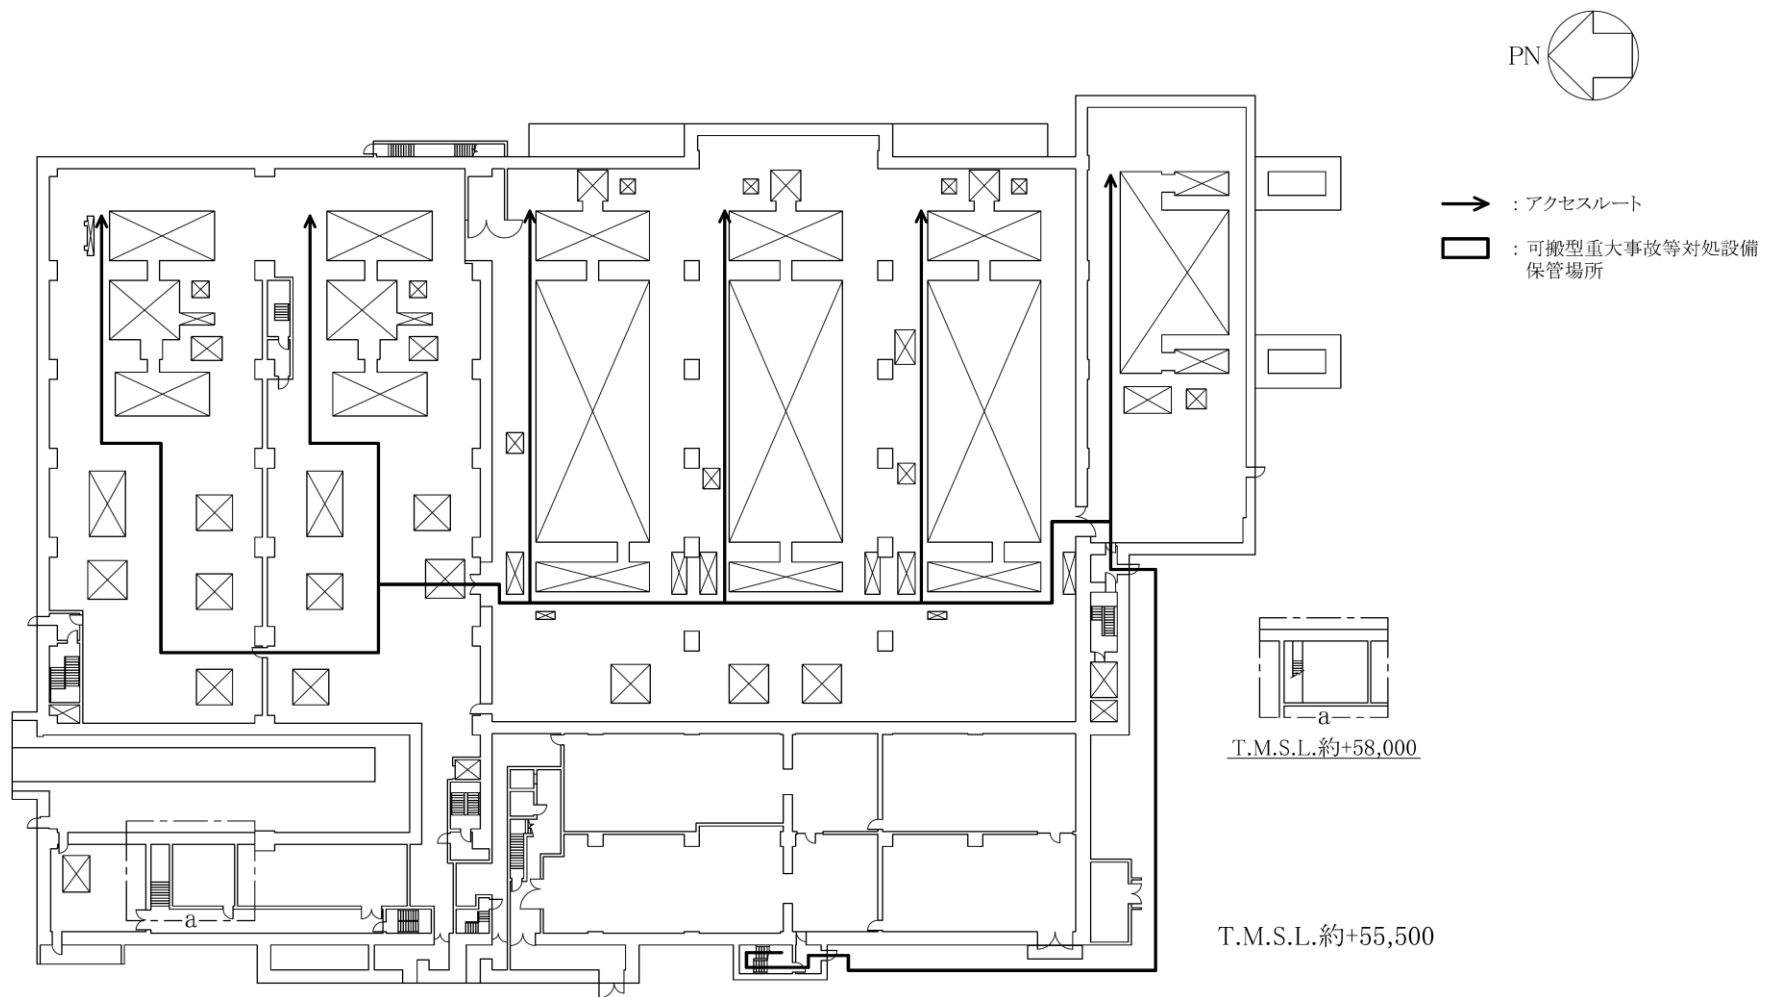 PN
：アクセスルート
：可搬型重大事故等対処設備
保管場所
a
T.M.S.L.約+58,000
a
T.M.S.L.約+55,500